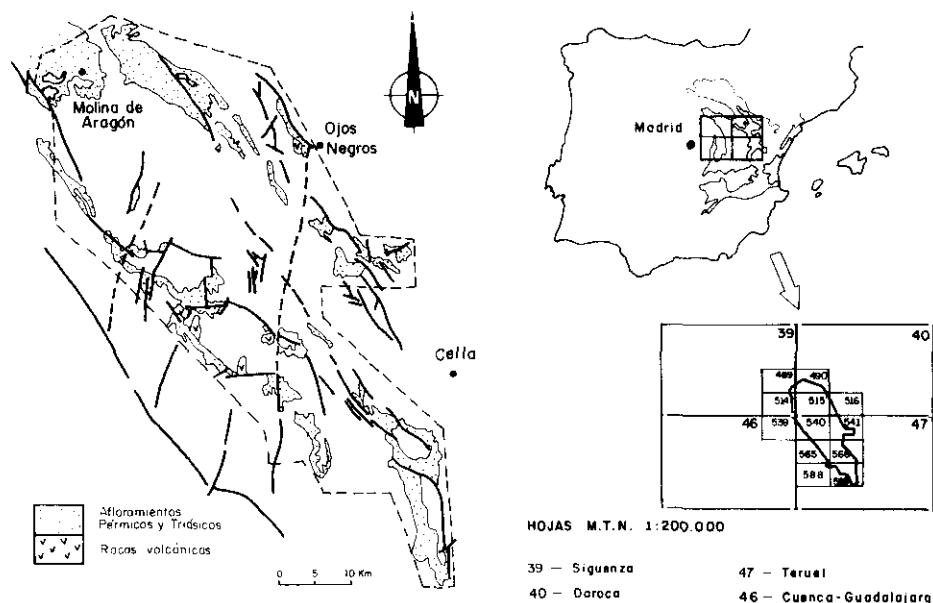 Molina de
Aragón
Ojos
Negros
N
Cella
Afloramientos
Pérmicos y Triásicos
Rocas volcánicas
0 5 10 Km
Madrid
39
40
489 490
514 515 516
46
539 540 541
47
565 566
588
HOJAS M.T.N. 1:200.000
39 — Siguenza
40 — Daroca
47 — Teruel
46 — Cuenca-Guadalajara